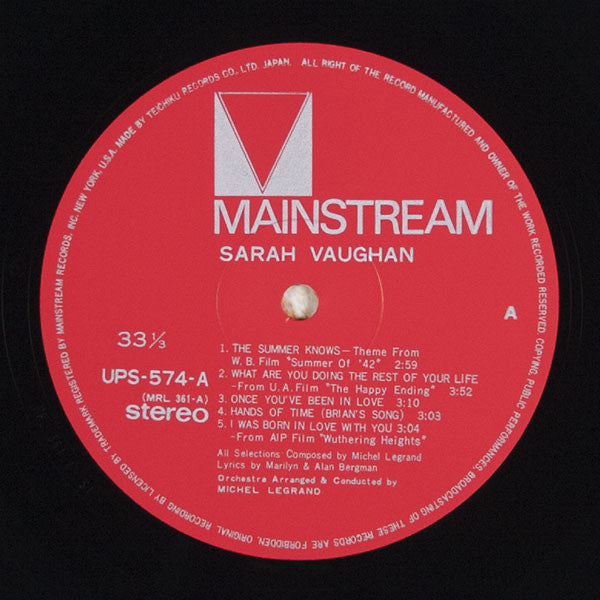 TRADEMARK REGISTERED BY MAINSTREAM RECORDS, INC. NEW YORK, U.S.A. MADE BY TEICHIKU RECORDS CO., LTD. JAPAN. ALL RIGHT OF THE RECORD MANUFACTURED AND OWNER OF THE WORK RECORDED RESERVED. COPYING, PUBLIC PERFORMANCES, BROADCASTING OF THESE RECORDS ARE FORBIDDEN. ORIGINAL RECORDING BY LICENSED BY
MAINSTREAM
SARAH VAUGHAN
33 1/3
A
UPS-574-A
(MRL 361-A)
stereo
1. THE SUMMER KNOWS — Theme From
W. B. Film "Summer Of '42" 2:59
2. WHAT ARE YOU DOING THE REST OF YOUR LIFE
-From U. A. Film "The Happy Ending" 3:52
3. ONCE YOU'VE BEEN IN LOVE 3:10
4. HANDS OF TIME (BRIAN'S SONG) 3:03
5. I WAS BORN IN LOVE WITH YOU 3:04
-From AIP Film "Wuthering Heights"
All Selections Composed by Michel Legrand
Lyrics by Marilyn & Alan Bergman
Orchestra Arranged & Conducted by
MICHEL LEGRAND